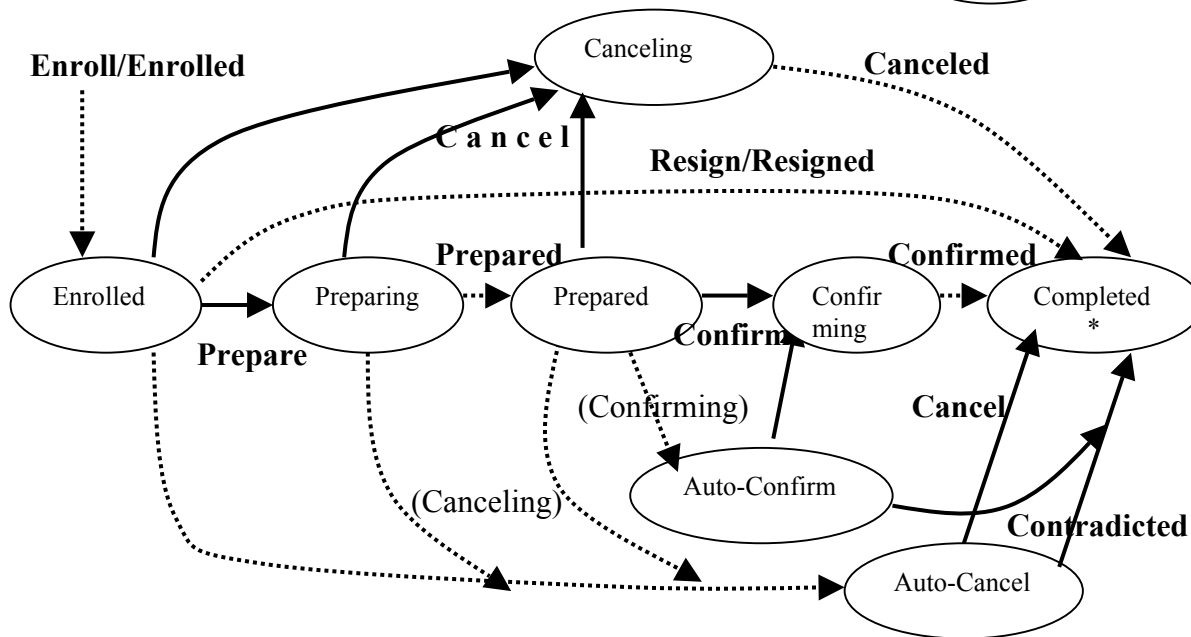 Canceling
Enroll/Enrolled
Canceled
C a n c e l
Resign/Resigned
Prepared
Confirmed
Enrolled
Preparing
Prepared
Confir
ming
Completed
*
Prepare
Confirm
(Confirming)
Cancel
Auto-Confirm
(Canceling)
Contradicted
Auto-Cancel